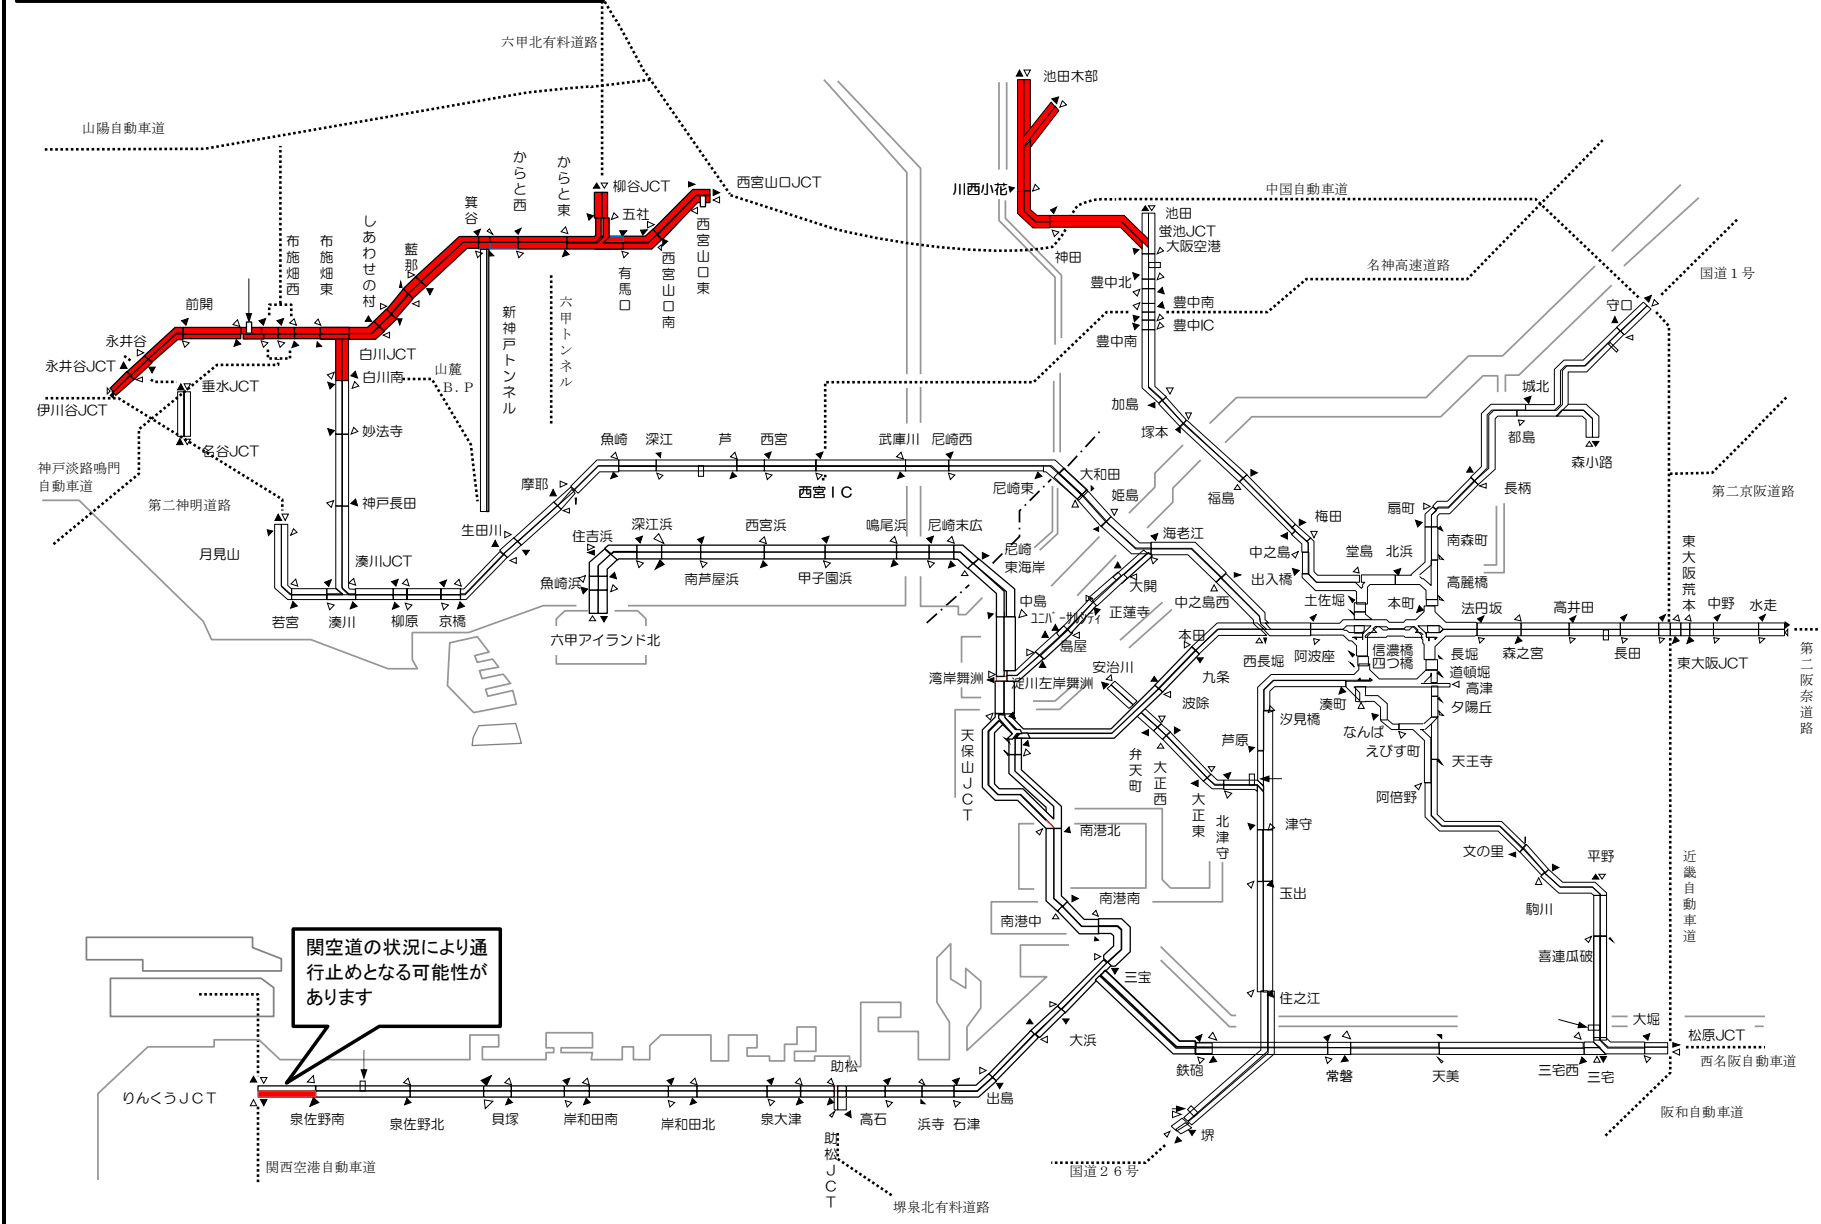 六甲北有料道路
池田木部
山陽自動車道
からと西
からと東
柳谷JCT
西宮山口JCT
五社
箕谷
川西小花
中国自動車道
池田
蛍池JCT
大阪空港
神田
名神高速道路
国道1号
しあわせの村
藍那
布施畑西
布施畑東
有馬口
西宮山口南
西宮山口東
豊中北
豊中南
豊中IC
豊中南
守口
前開
永井谷
永井谷JCT
伊川谷JCT
白川JCT
白川南
垂水JCT
名谷JCT
山麓
B.P
新神戸トンネル
六甲トンネル
妙法寺
神戸長田
神戸淡路鳴門
自動車道
第二神明道路
月見山
湊川JCT
若宮
湊川
柳原
京橋
生田川
摩耶
魚崎
深江
芦
西宮
西宮IC
武庫川
尼崎西
尼崎東
大和田
姫島
海老江
加島
塚本
福島
梅田
中之島
出入橋
堂島
北浜
城北
都島
森小路
長柄
扇町
南森町
高麗橋
第二京阪道路
住吉浜
深江浜
南芦屋浜
西宮浜
甲子園浜
鳴尾浜
尼崎末広
尼崎
東海岸
魚崎浜
六甲アイランド北
中島
ユニバーサルシティ
大開
正蓮寺
島屋
中之島西
淀川左岸舞洲
湾岸舞洲
安治川
本田
九条
波除
西長堀
阿波座
土佐堀
本町
信濃橋
四つ橋
法円坂
森之宮
高井田
長田
東大阪荒本
中野
水走
東大阪JCT
第二阪奈道路
長堀
道頓堀
高津
夕陽丘
湊町
なんば
えびす町
天王寺
阿倍野
汐見橋
芦原
弁天町
大正西
大正東
北津守
津守
玉出
住之江
天保山JCT
南港北
南港中
南港南
三宝
文の里
駒川
平野
喜連瓜破
近畿自動車道
大堀
松原JCT
西名阪自動車道
三宅西
三宅
天美
常磐
鉄砲
堺
国道26号
阪和自動車道
大浜
出島
石津
浜寺
高石
助松
助松JCT
堺泉北有料道路
泉大津
岸和田北
岸和田南
貝塚
泉佐野北
泉佐野南
りんくうJCT
関西空港自動車道
関空道の状況により通
行止めとなる可能性が
あります